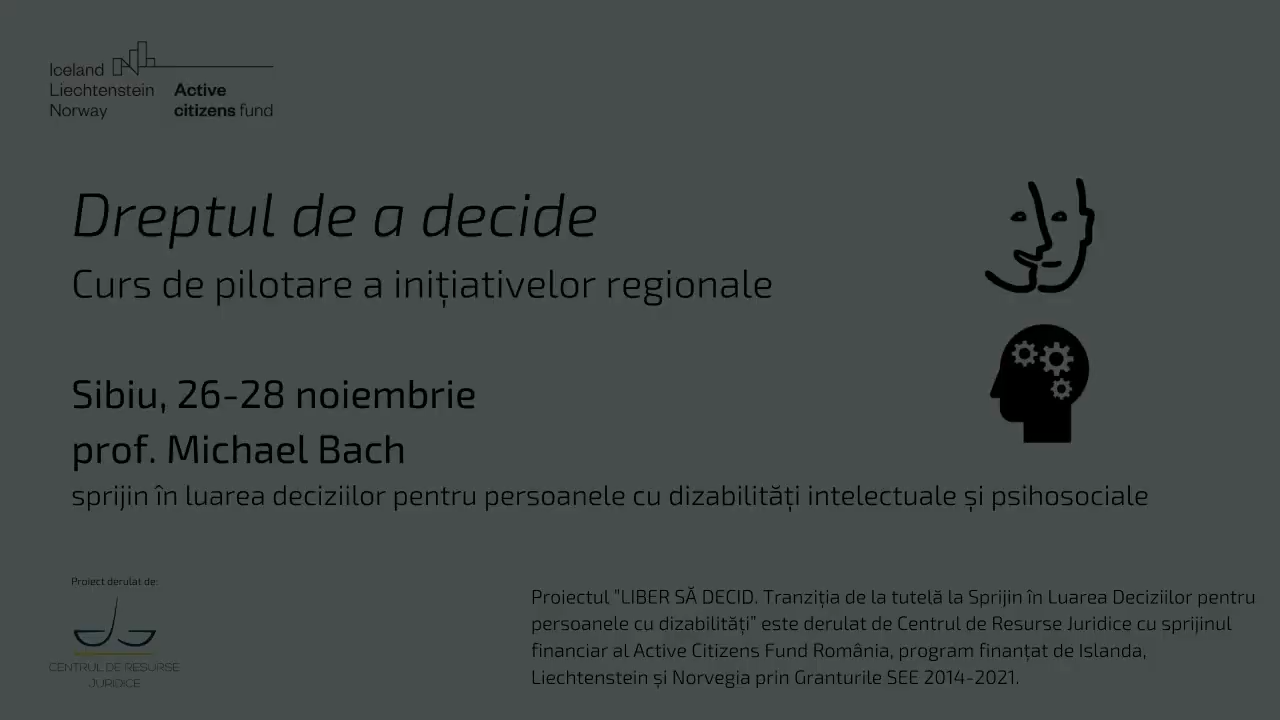 Iceland
Liechtenstein
Norway
Active
citizens fund
Dreptul de a decide
Curs de pilotare a inițiativelor regionale
Sibiu, 26-28 noiembrie
prof. Michael Bach
sprijin în luarea deciziilor pentru persoanele cu dizabilități intelectuale și psihosociale
Proiect derulat de:
CENTRUL DE RESURSE
JURIDICE
Proiectul "LIBER SĂ DECID. Tranziția de la tutelă la Sprijin în Luarea Deciziilor pentru
persoanele cu dizabilități" este derulat de Centrul de Resurse Juridice cu sprijinul
financiar al Active Citizens Fund România, program finanțat de Islanda,
Liechtenstein și Norvegia prin Granturile SEE 2014-2021.